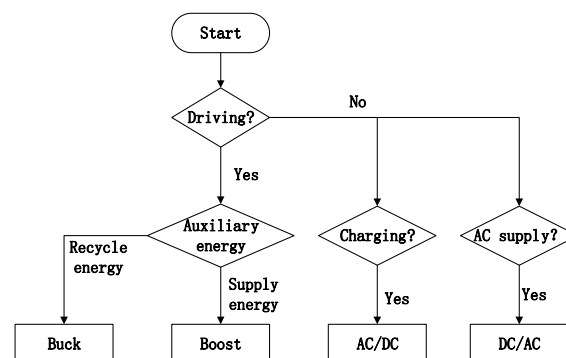 Start
Driving?
No
Yes
Auxiliary
energy
Charging?
AC supply?
Recycle
energy
Supply
energy
Yes
Yes
Buck
Boost
AC/DC
DC/AC